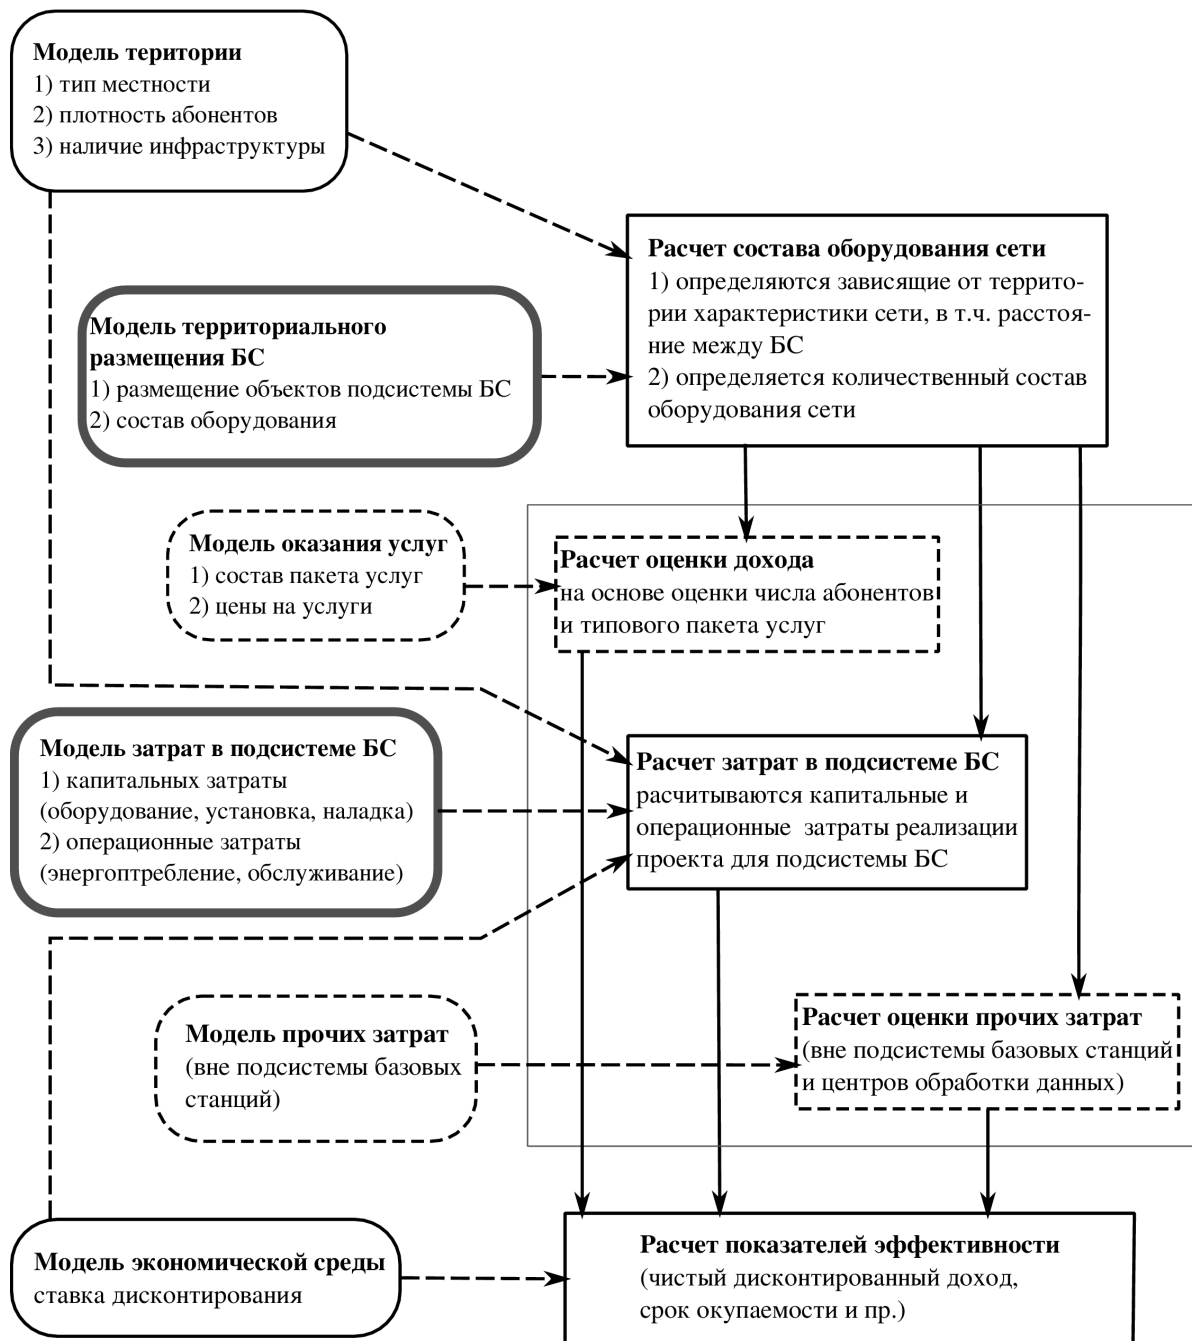 Модель територии
1) тип местности
2) плотность абонентов
3) наличие инфраструктуры
Расчет состава оборудования сети
1) определяются зависящие от террито-
рии характеристики сети, в т.ч. расстоя-
ние между БС
2) определяется количественный состав
оборудования сети
Модель территориального
размещения БС
1) размещение объектов подсистемы БС
2) состав оборудования
Модель оказания услуг
1) состав пакета услуг
2) цены на услуги
Расчет оценки дохода
на основе оценки числа абонентов
и типового пакета услуг
Модель затрат в подсистеме БС
1) капитальных затраты
(оборудование, установка, наладка)
2) операционные затраты
(энергоптребление, обслуживание)
Расчет затрат в подсистеме БС
расчитываются капитальные и
операционные затраты реализации
проекта для подсистемы БС
Модель прочих затрат
(вне подсистемы базовых
станций)
Расчет оценки прочих затрат
(вне подсистемы базовых станций
и центров обработки данных)
Модель экономической среды
ставка дисконтирования
Расчет показателей эффективности
(чистый дисконтированный доход,
срок окупаемости и пр.)